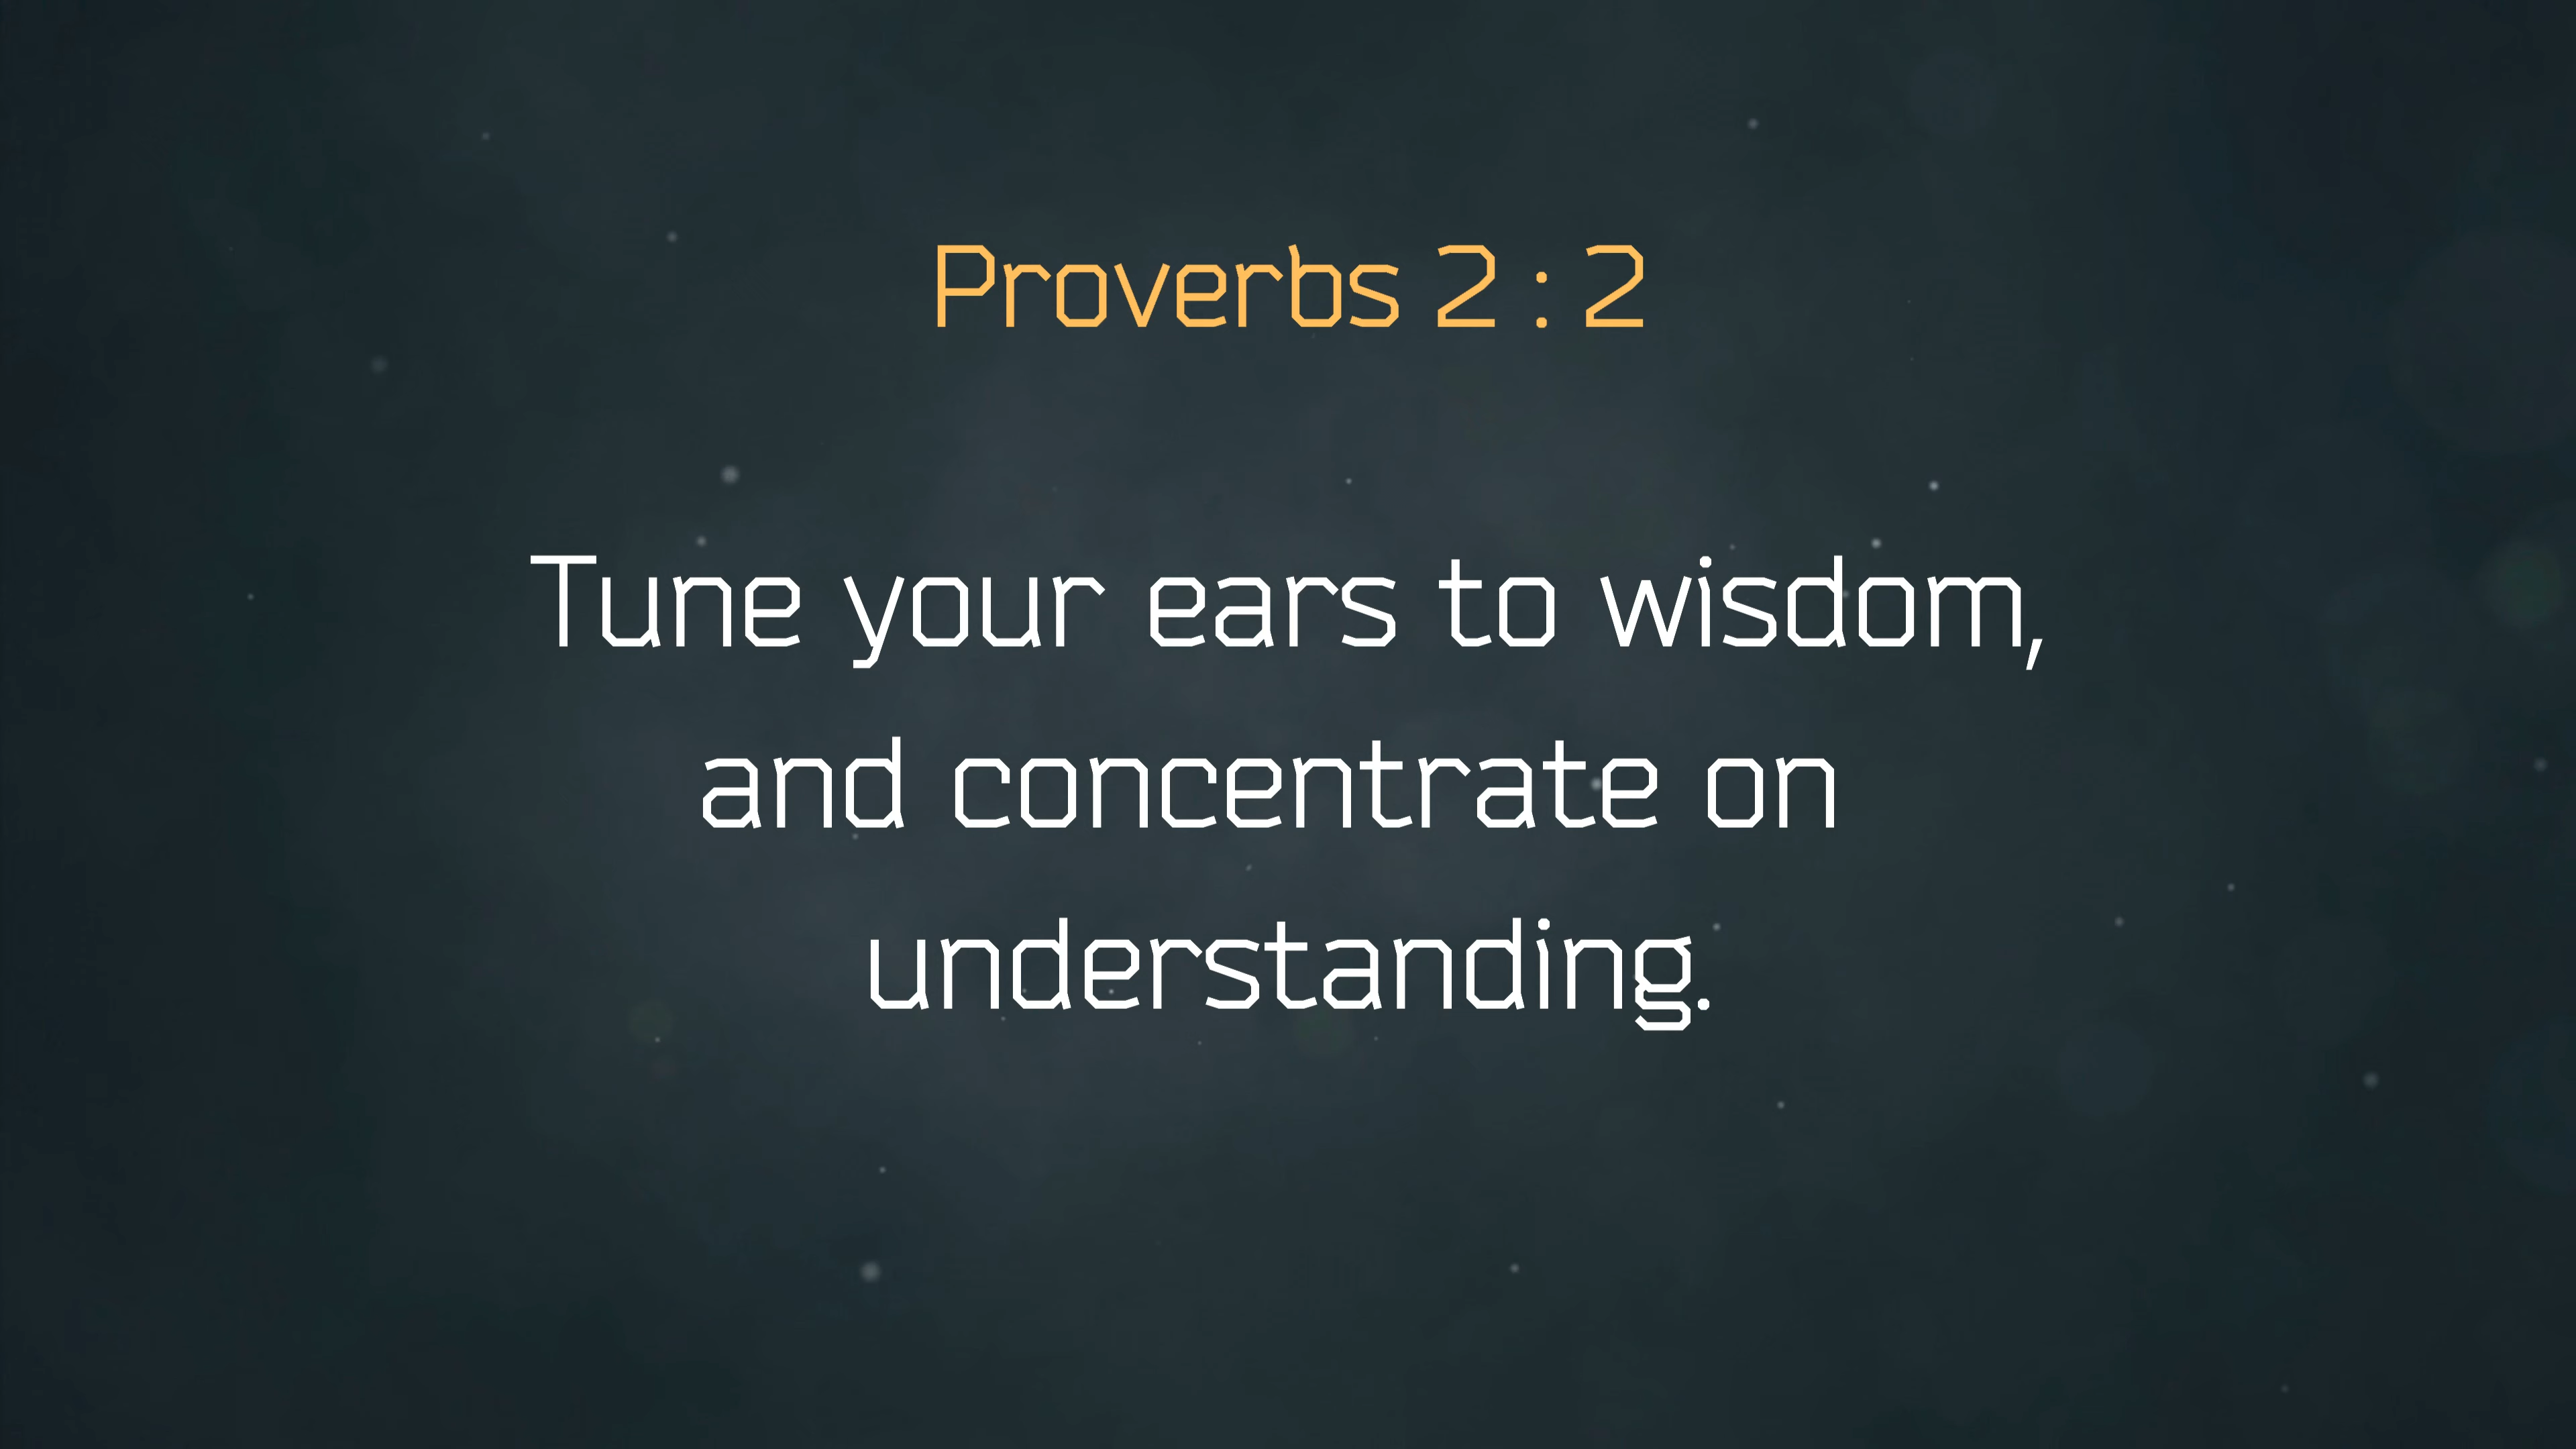 Proverbs 2 : 2
Tune your ears to wisdom,
and concentrate on
understanding.